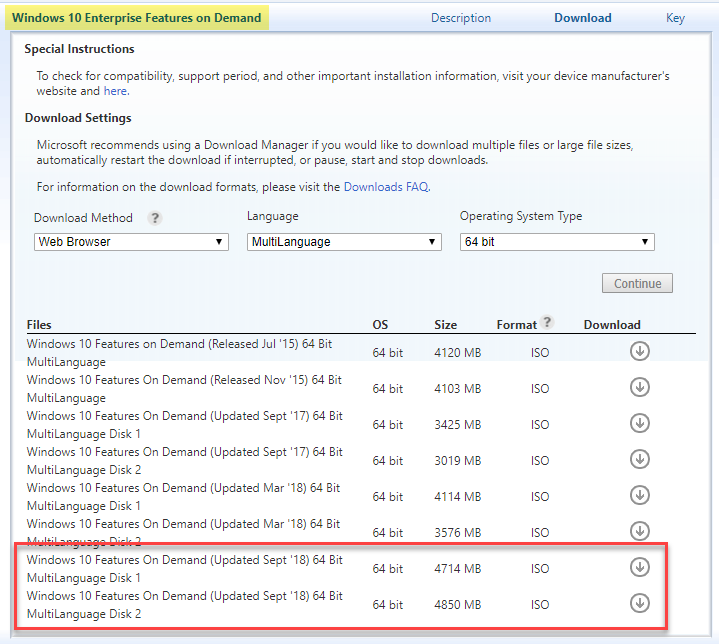 Windows 10 Enterprise Features on Demand Description Download Key
Special Instructions
To check for compatibility, support period, and other important installation information, visit your device manufacturer's
website and here.
Download Settings
Microsoft recommends using a Download Manager if you would like to download multiple files or large file sizes,
automatically restart the download if interrupted, or pause, start and stop downloads.
For information on the download formats, please visit the Downloads FAQ.
Download Method ? Language Operating System Type
Web Browser MultiLanguage 64 bit
Continue
Files OS Size Format ? Download
Windows 10 Features on Demand (Released Jul '15) 64 Bit
MultiLanguage 64 bit 4120 MB ISO
Windows 10 Features On Demand (Released Nov '15) 64 Bit
MultiLanguage 64 bit 4103 MB ISO
Windows 10 Features On Demand (Updated Sept '17) 64 Bit
MultiLanguage Disk 1 64 bit 3425 MB ISO
Windows 10 Features On Demand (Updated Sept '17) 64 Bit
MultiLanguage Disk 2 64 bit 3019 MB ISO
Windows 10 Features On Demand (Updated Mar '18) 64 Bit
MultiLanguage Disk 1 64 bit 4114 MB ISO
Windows 10 Features On Demand (Updated Mar '18) 64 Bit
MultiLanguage Disk 2 64 bit 3576 MB ISO
Windows 10 Features On Demand (Updated Sept '18) 64 Bit
MultiLanguage Disk 1 64 bit 4714 MB ISO
Windows 10 Features On Demand (Updated Sept '18) 64 Bit
MultiLanguage Disk 2 64 bit 4850 MB ISO